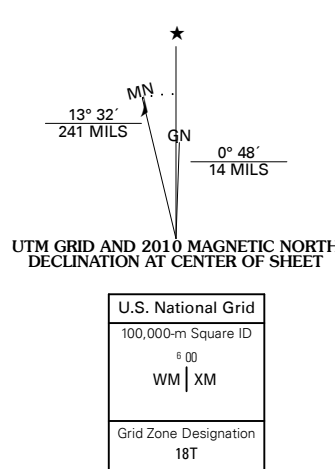 ★
MN
13° 32´
241 MILS
GN
0° 48´
14 MILS
UTM GRID AND 2010 MAGNETIC NORTH
DECLINATION AT CENTER OF SHEET
U.S. National Grid
100,000-m Square ID
6 00
WM | XM
Grid Zone Designation
18T